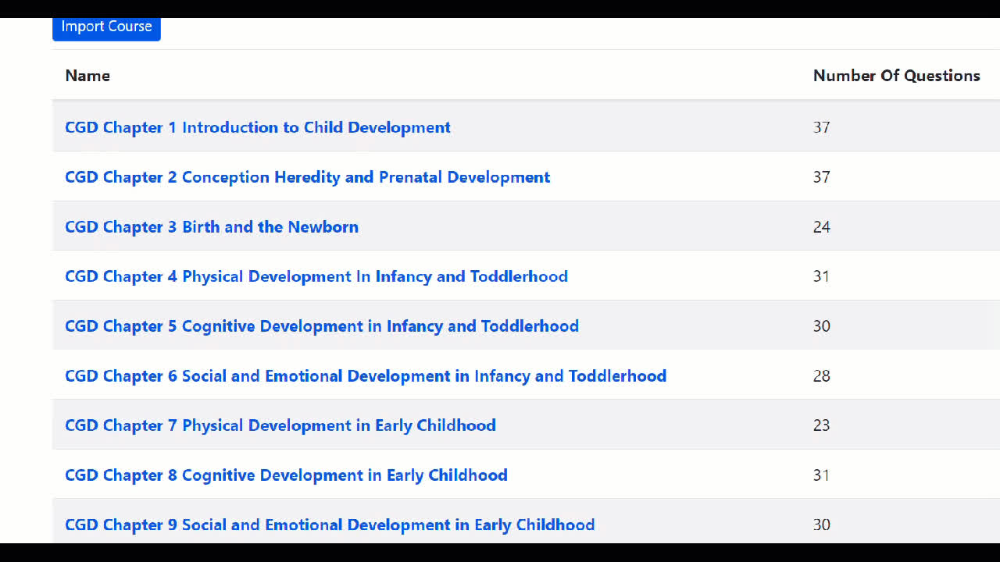 Import Course
Name Number Of Questions
CGD Chapter 1 Introduction to Child Development 37
CGD Chapter 2 Conception Heredity and Prenatal Development 37
CGD Chapter 3 Birth and the Newborn 24
CGD Chapter 4 Physical Development In Infancy and Toddlerhood 31
CGD Chapter 5 Cognitive Development in Infancy and Toddlerhood 30
CGD Chapter 6 Social and Emotional Development in Infancy and Toddlerhood 28
CGD Chapter 7 Physical Development in Early Childhood 23
CGD Chapter 8 Cognitive Development in Early Childhood 31
CGD Chapter 9 Social and Emotional Development in Early Childhood 30